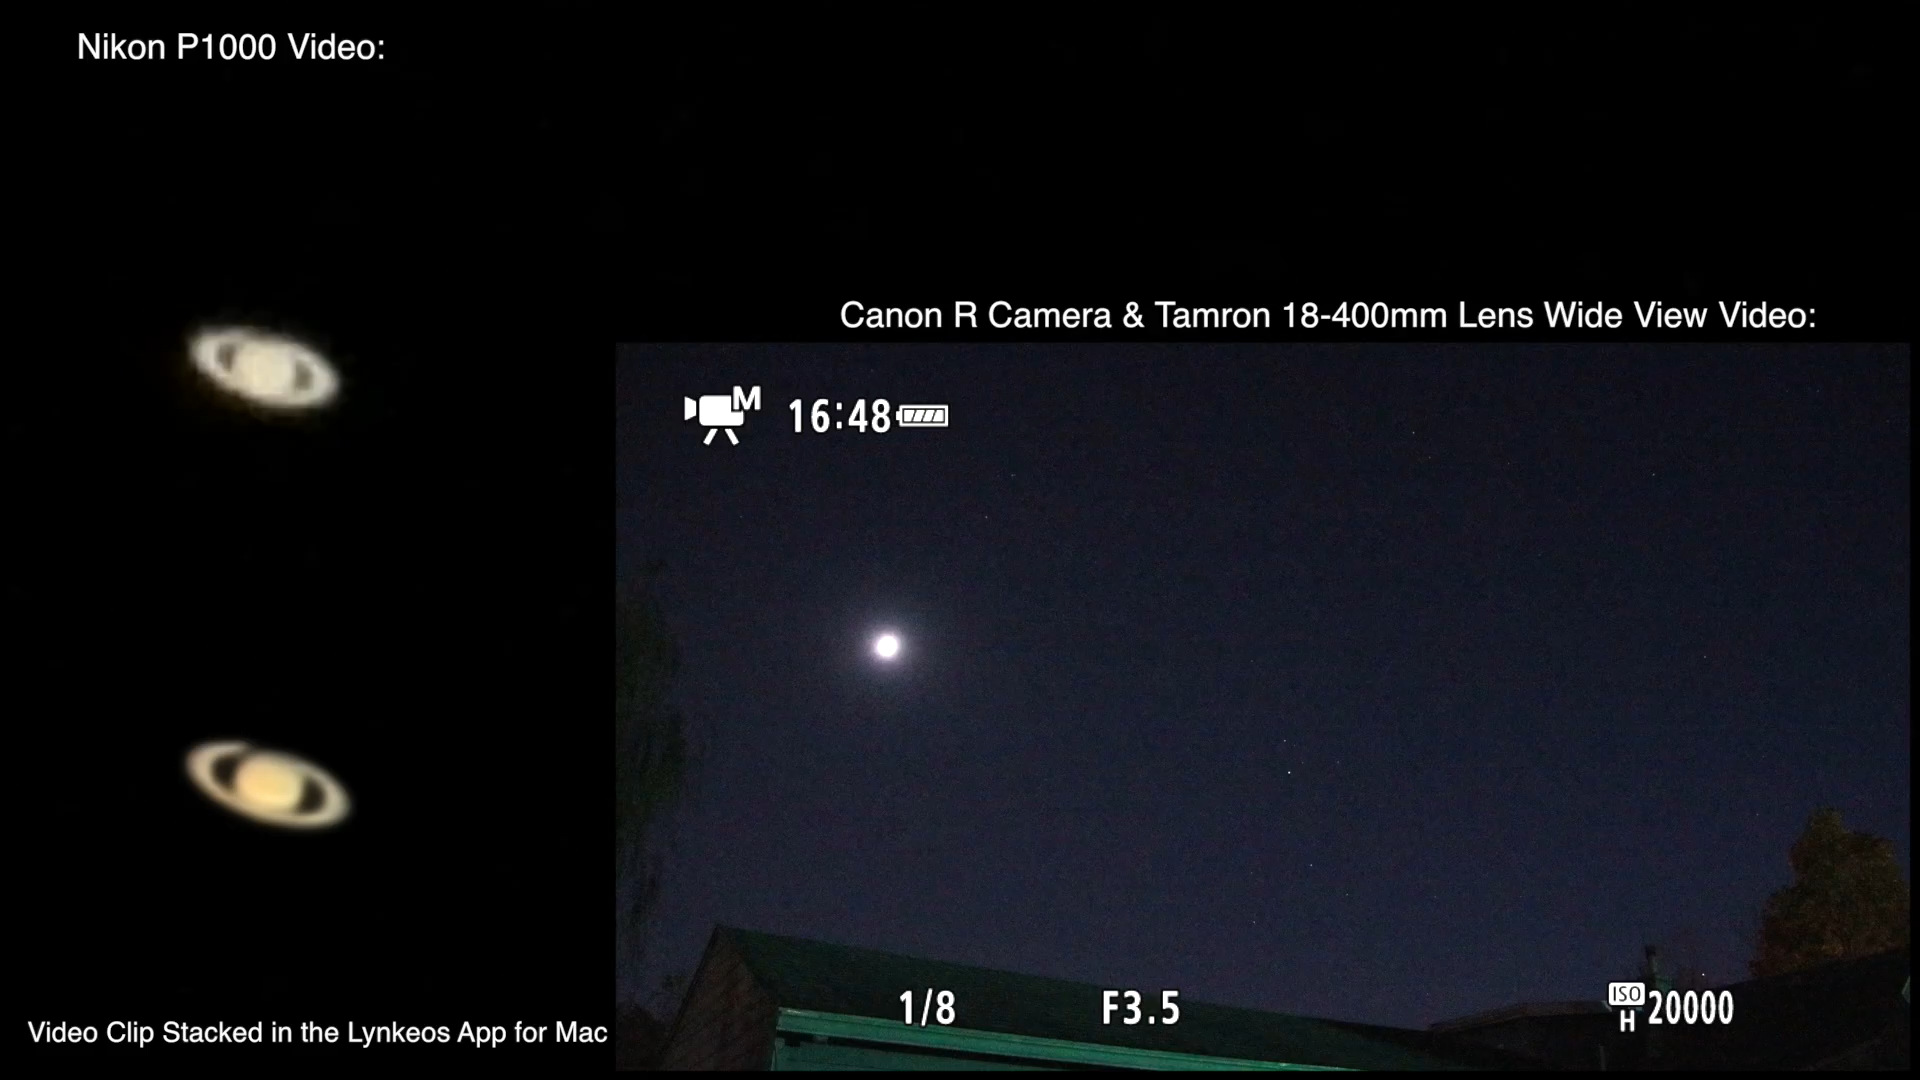 Nikon P1000 Video:
Canon R Camera & Tamron 18-400mm Lens Wide View Video:
M 16:48
1/8 F3.5 ISO H 20000
Video Clip Stacked in the Lynkeos App for Mac